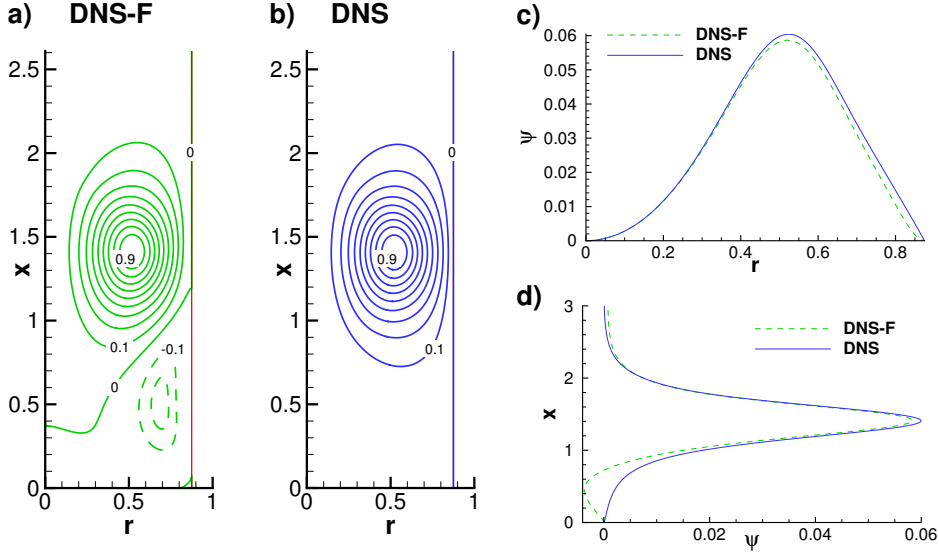 a) DNS-F
2.5
2
1.5
1
0.5
0
x
0 0.5 1
r
0
0.9
0.1
-0.1
0
b) DNS
2.5
2
1.5
1
0.5
0
x
0 0.5 1
r
0
0.9
0.1
c)
DNS-F
DNS
0.06
0.05
0.04
0.03
0.02
0.01
0
ψ
0 0.2 0.4 0.6 0.8
r
d)
DNS-F
DNS
3
2
1
0
x
0 0.02 0.04 0.06
ψ